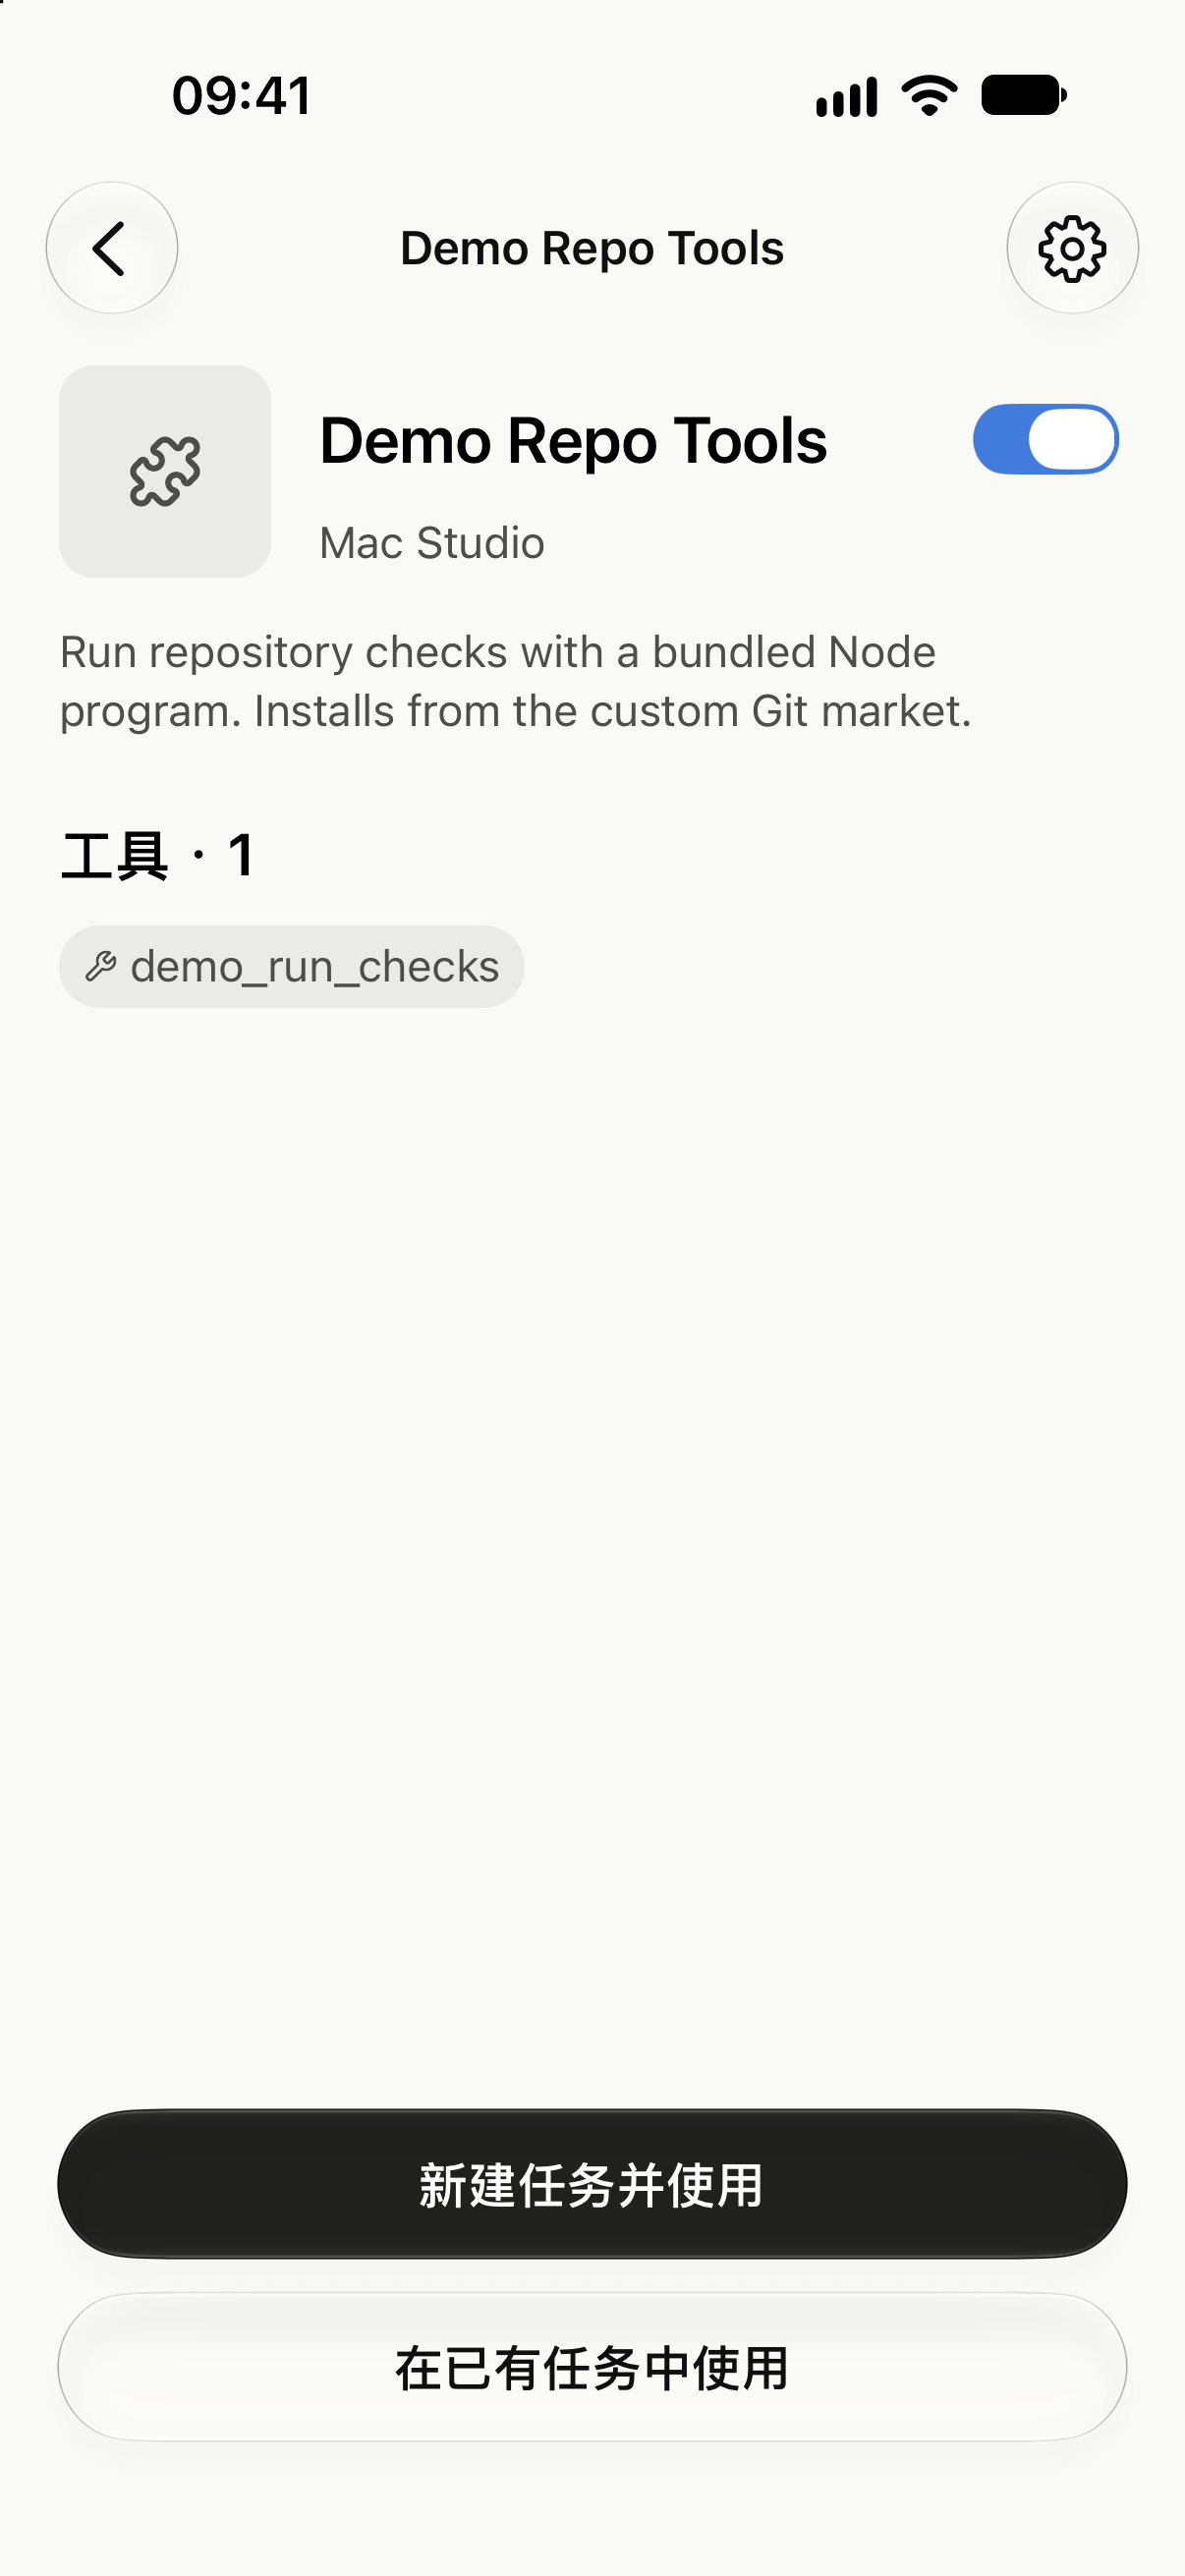 09:41
Demo Repo Tools
Demo Repo Tools
Mac Studio
Run repository checks with a bundled Node
program. Installs from the custom Git market.
工具 · 1
demo_run_checks
新建任务并使用
在已有任务中使用